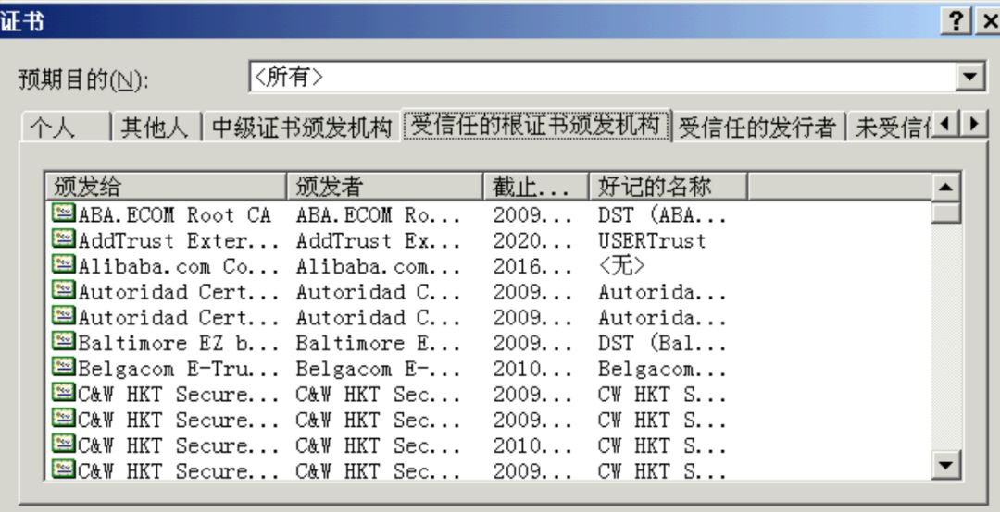 证书
预期目的(N): <所有>
个人 其他人 中级证书颁发机构 受信任的根证书颁发机构 受信任的发行者 未受信
颁发给 颁发者 截止... 好记的名称
ABA.ECOM Root CA ABA.ECOM Ro... 2009... DST (ABA...
AddTrust Exter... AddTrust Ex... 2020... USERTrust
Alibaba.com Co... Alibaba.com... 2016... <无>
Autoridad Cert... Autoridad C... 2009... Autorida...
Autoridad Cert... Autoridad C... 2009... Autorida...
Baltimore EZ b... Baltimore E... 2009... DST (Bal...
Belgacom E-Tru... Belgacom E-... 2010... Belgacom...
C&W HKT Secure... C&W HKT Sec... 2009... CW HKT S...
C&W HKT Secure... C&W HKT Sec... 2009... CW HKT S...
C&W HKT Secure... C&W HKT Sec... 2010... CW HKT S...
C&W HKT Secure... C&W HKT Sec... 2009... CW HKT S...